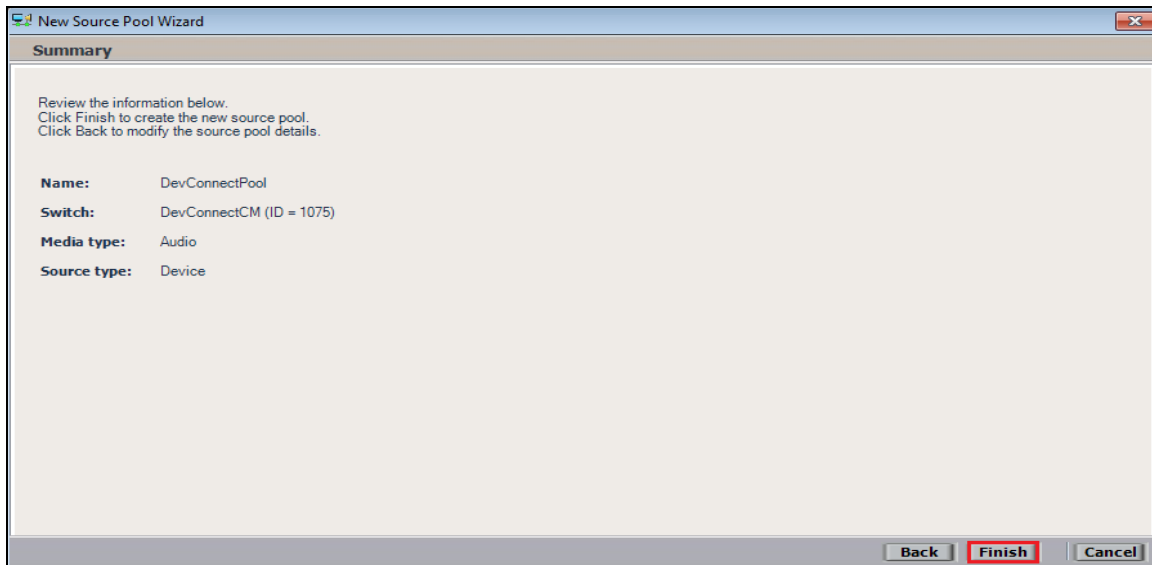 New Source Pool Wizard
Summary
Review the information below.
Click Finish to create the new source pool.
Click Back to modify the source pool details.
Name: DevConnectPool
Switch: DevConnectCM (ID = 1075)
Media type: Audio
Source type: Device
Back Finish Cancel